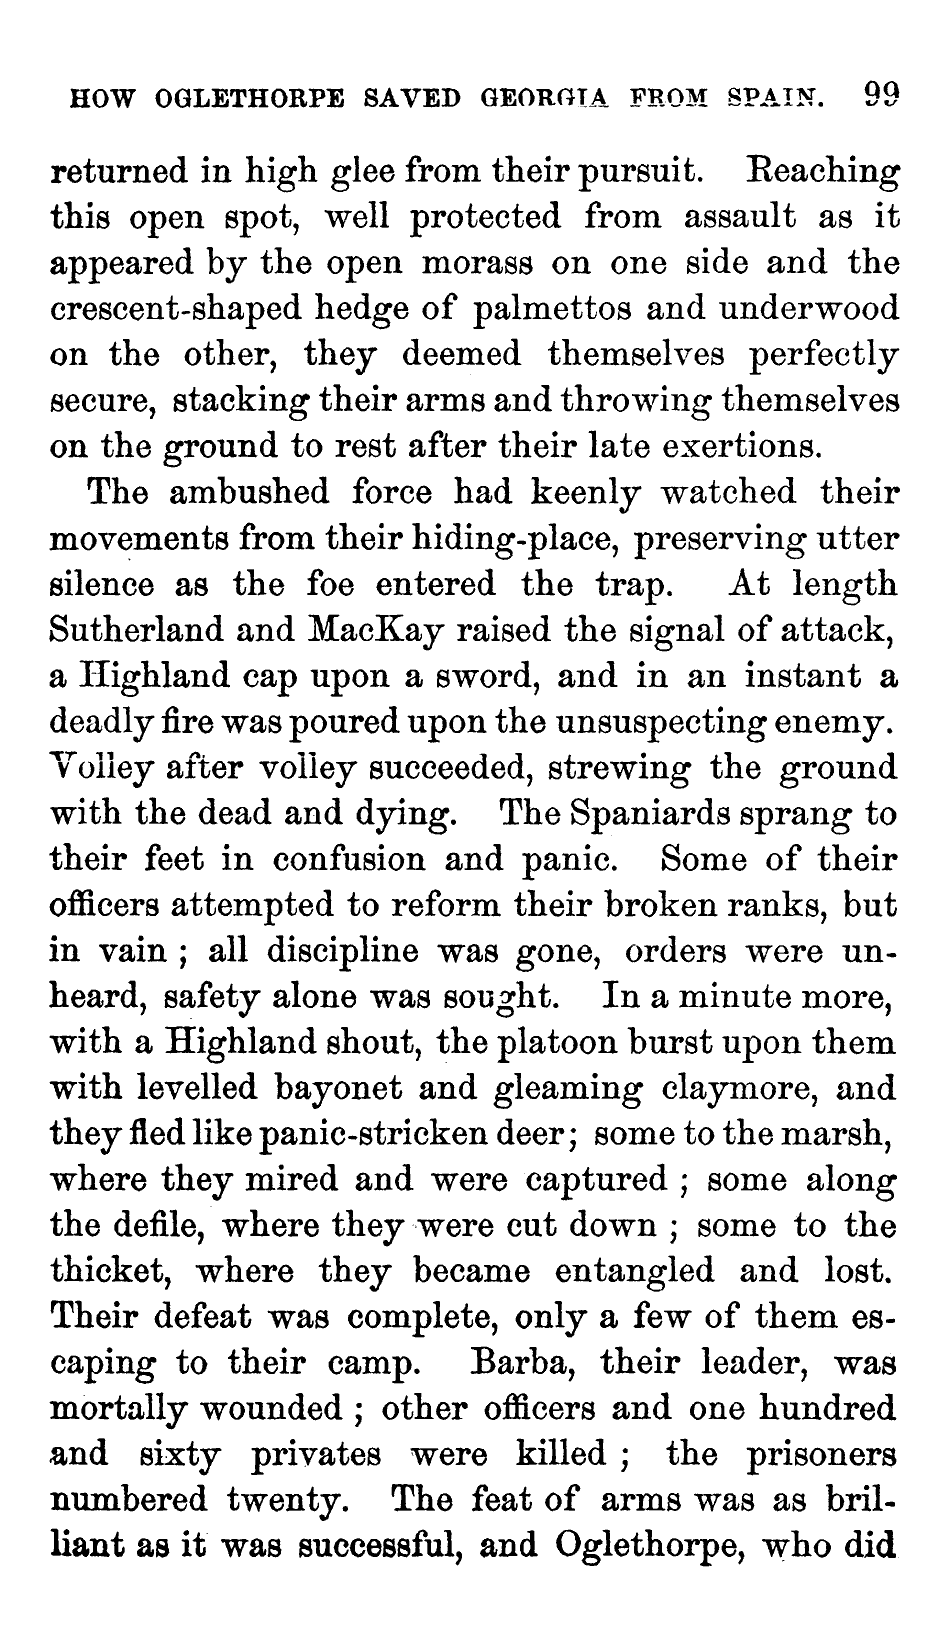 HOW OGLETHORPE SAVED GEORGIA FROM SPAIN. 99
returned in high glee from their pursuit. Reaching
this open spot, well protected from assault as it
appeared by the open morass on one side and the
crescent-shaped hedge of palmettos and underwood
on the other, they deemed themselves perfectly
secure, stacking their arms and throwing themselves
on the ground to rest after their late exertions.
The ambushed force had keenly watched their
movements from their hiding-place, preserving utter
silence as the foe entered the trap. At length
Sutherland and MacKay raised the signal of attack,
a Highland cap upon a sword, and in an instant a
deadly fire was poured upon the unsuspecting enemy.
Volley after volley succeeded, strewing the ground
with the dead and dying. The Spaniards sprang to
their feet in confusion and panic. Some of their
officers attempted to reform their broken ranks, but
in vain ; all discipline was gone, orders were un-
heard, safety alone was sought. In a minute more,
with a Highland shout, the platoon burst upon them
with levelled bayonet and gleaming claymore, and
they fled like panic-stricken deer; some to the marsh,
where they mired and were captured ; some along
the defile, where they were cut down ; some to the
thicket, where they became entangled and lost.
Their defeat was complete, only a few of them es-
caping to their camp. Barba, their leader, was
mortally wounded ; other officers and one hundred
and sixty privates were killed ; the prisoners
numbered twenty. The feat of arms was as bril-
liant as it was successful, and Oglethorpe, who did